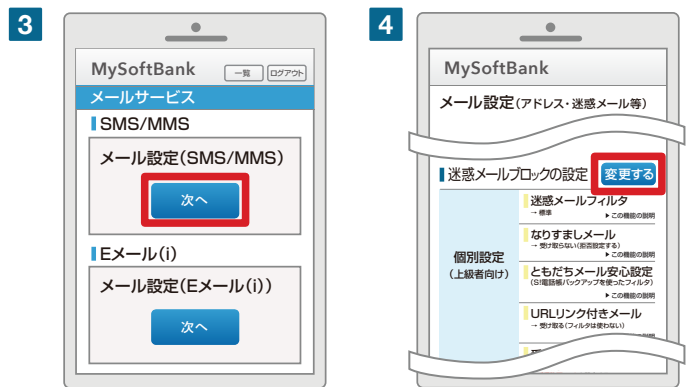 3
MySoftBank
一覧 ログアウト
メールサービス
SMS/MMS
メール設定(SMS/MMS)
次へ
Eメール(i)
メール設定(Eメール(i))
次へ
4
MySoftBank
メール設定(アドレス・迷惑メール等)
迷惑メールブロックの設定 変更する
個別設定
(上級者向け)
迷惑メールフィルタ
→ 標準
▶この機能の説明
なりすましメール
→ 受け取らない(拒否設定する)
▶この機能の説明
ともだちメール安心設定
(S!電話帳バックアップを使ったフィルタ)
▶この機能の説明
URLリンク付きメール
→ 受け取る(フィルタは使わない)